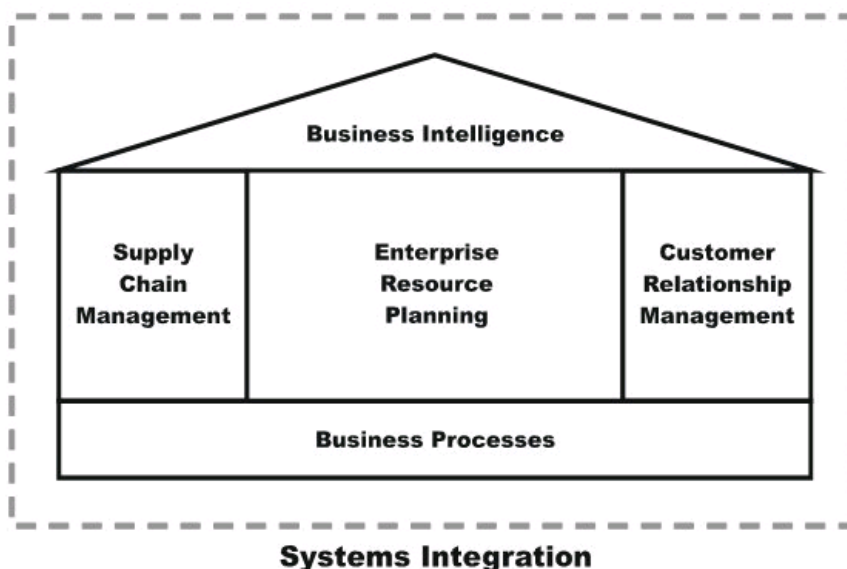 Business Intelligence
Supply
Chain
Management
Enterprise
Resource
Planning
Customer
Relationship
Management
Business Processes
Systems Integration